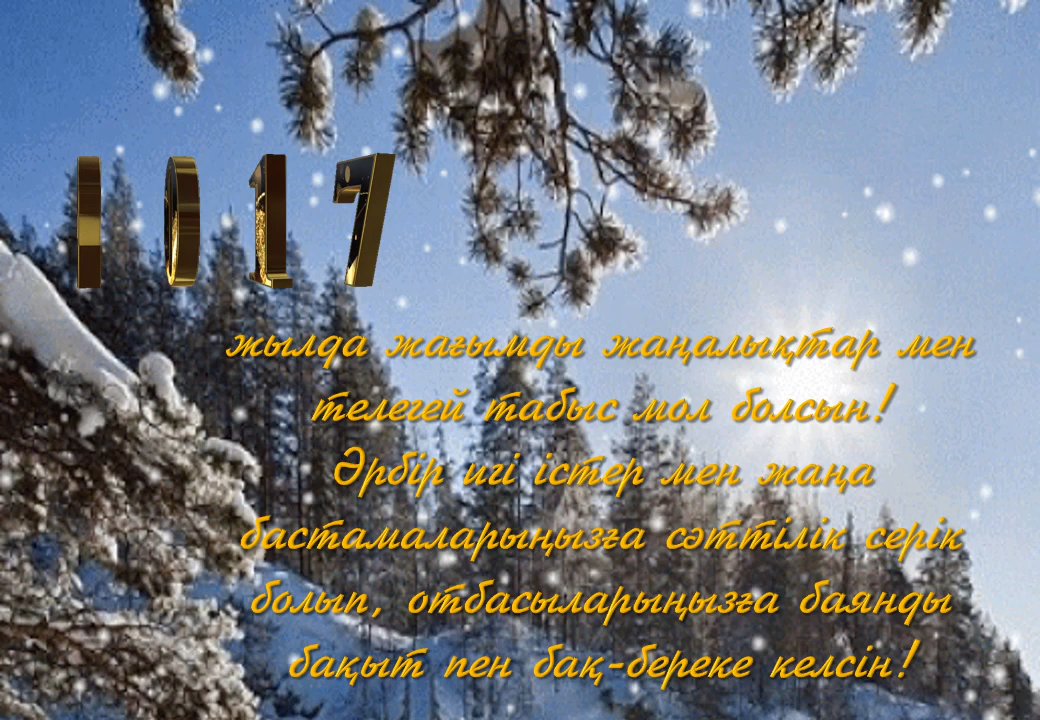 1017
жылда жағымды жаңалықтар мен
телегей табыс мол болсын!
Әрбір игі істер мен жаңа
бастамаларыңызға сәттілік серік
болып, отбасыларыңызға баянды
бақыт пен бақ-береке келсін!